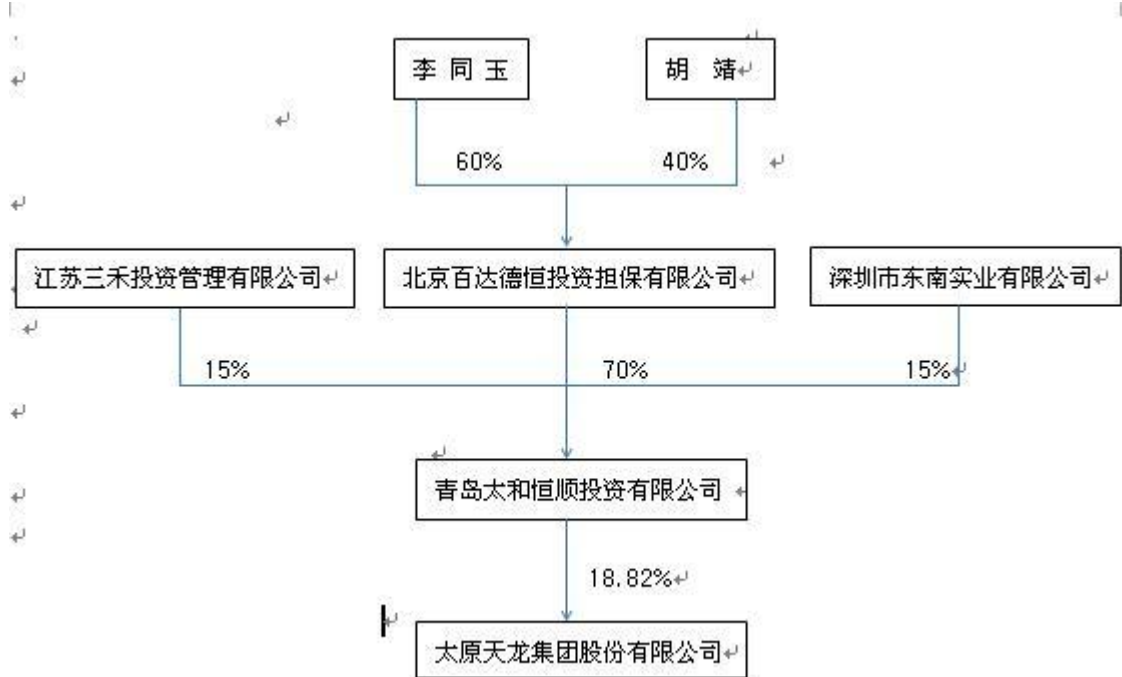 李同玉 胡靖
60% 40%
江苏三禾投资管理有限公司 北京百达德恒投资担保有限公司 深圳市东南实业有限公司
15% 70% 15%
青岛太和恒顺投资有限公司
18.82%
太原天龙集团股份有限公司